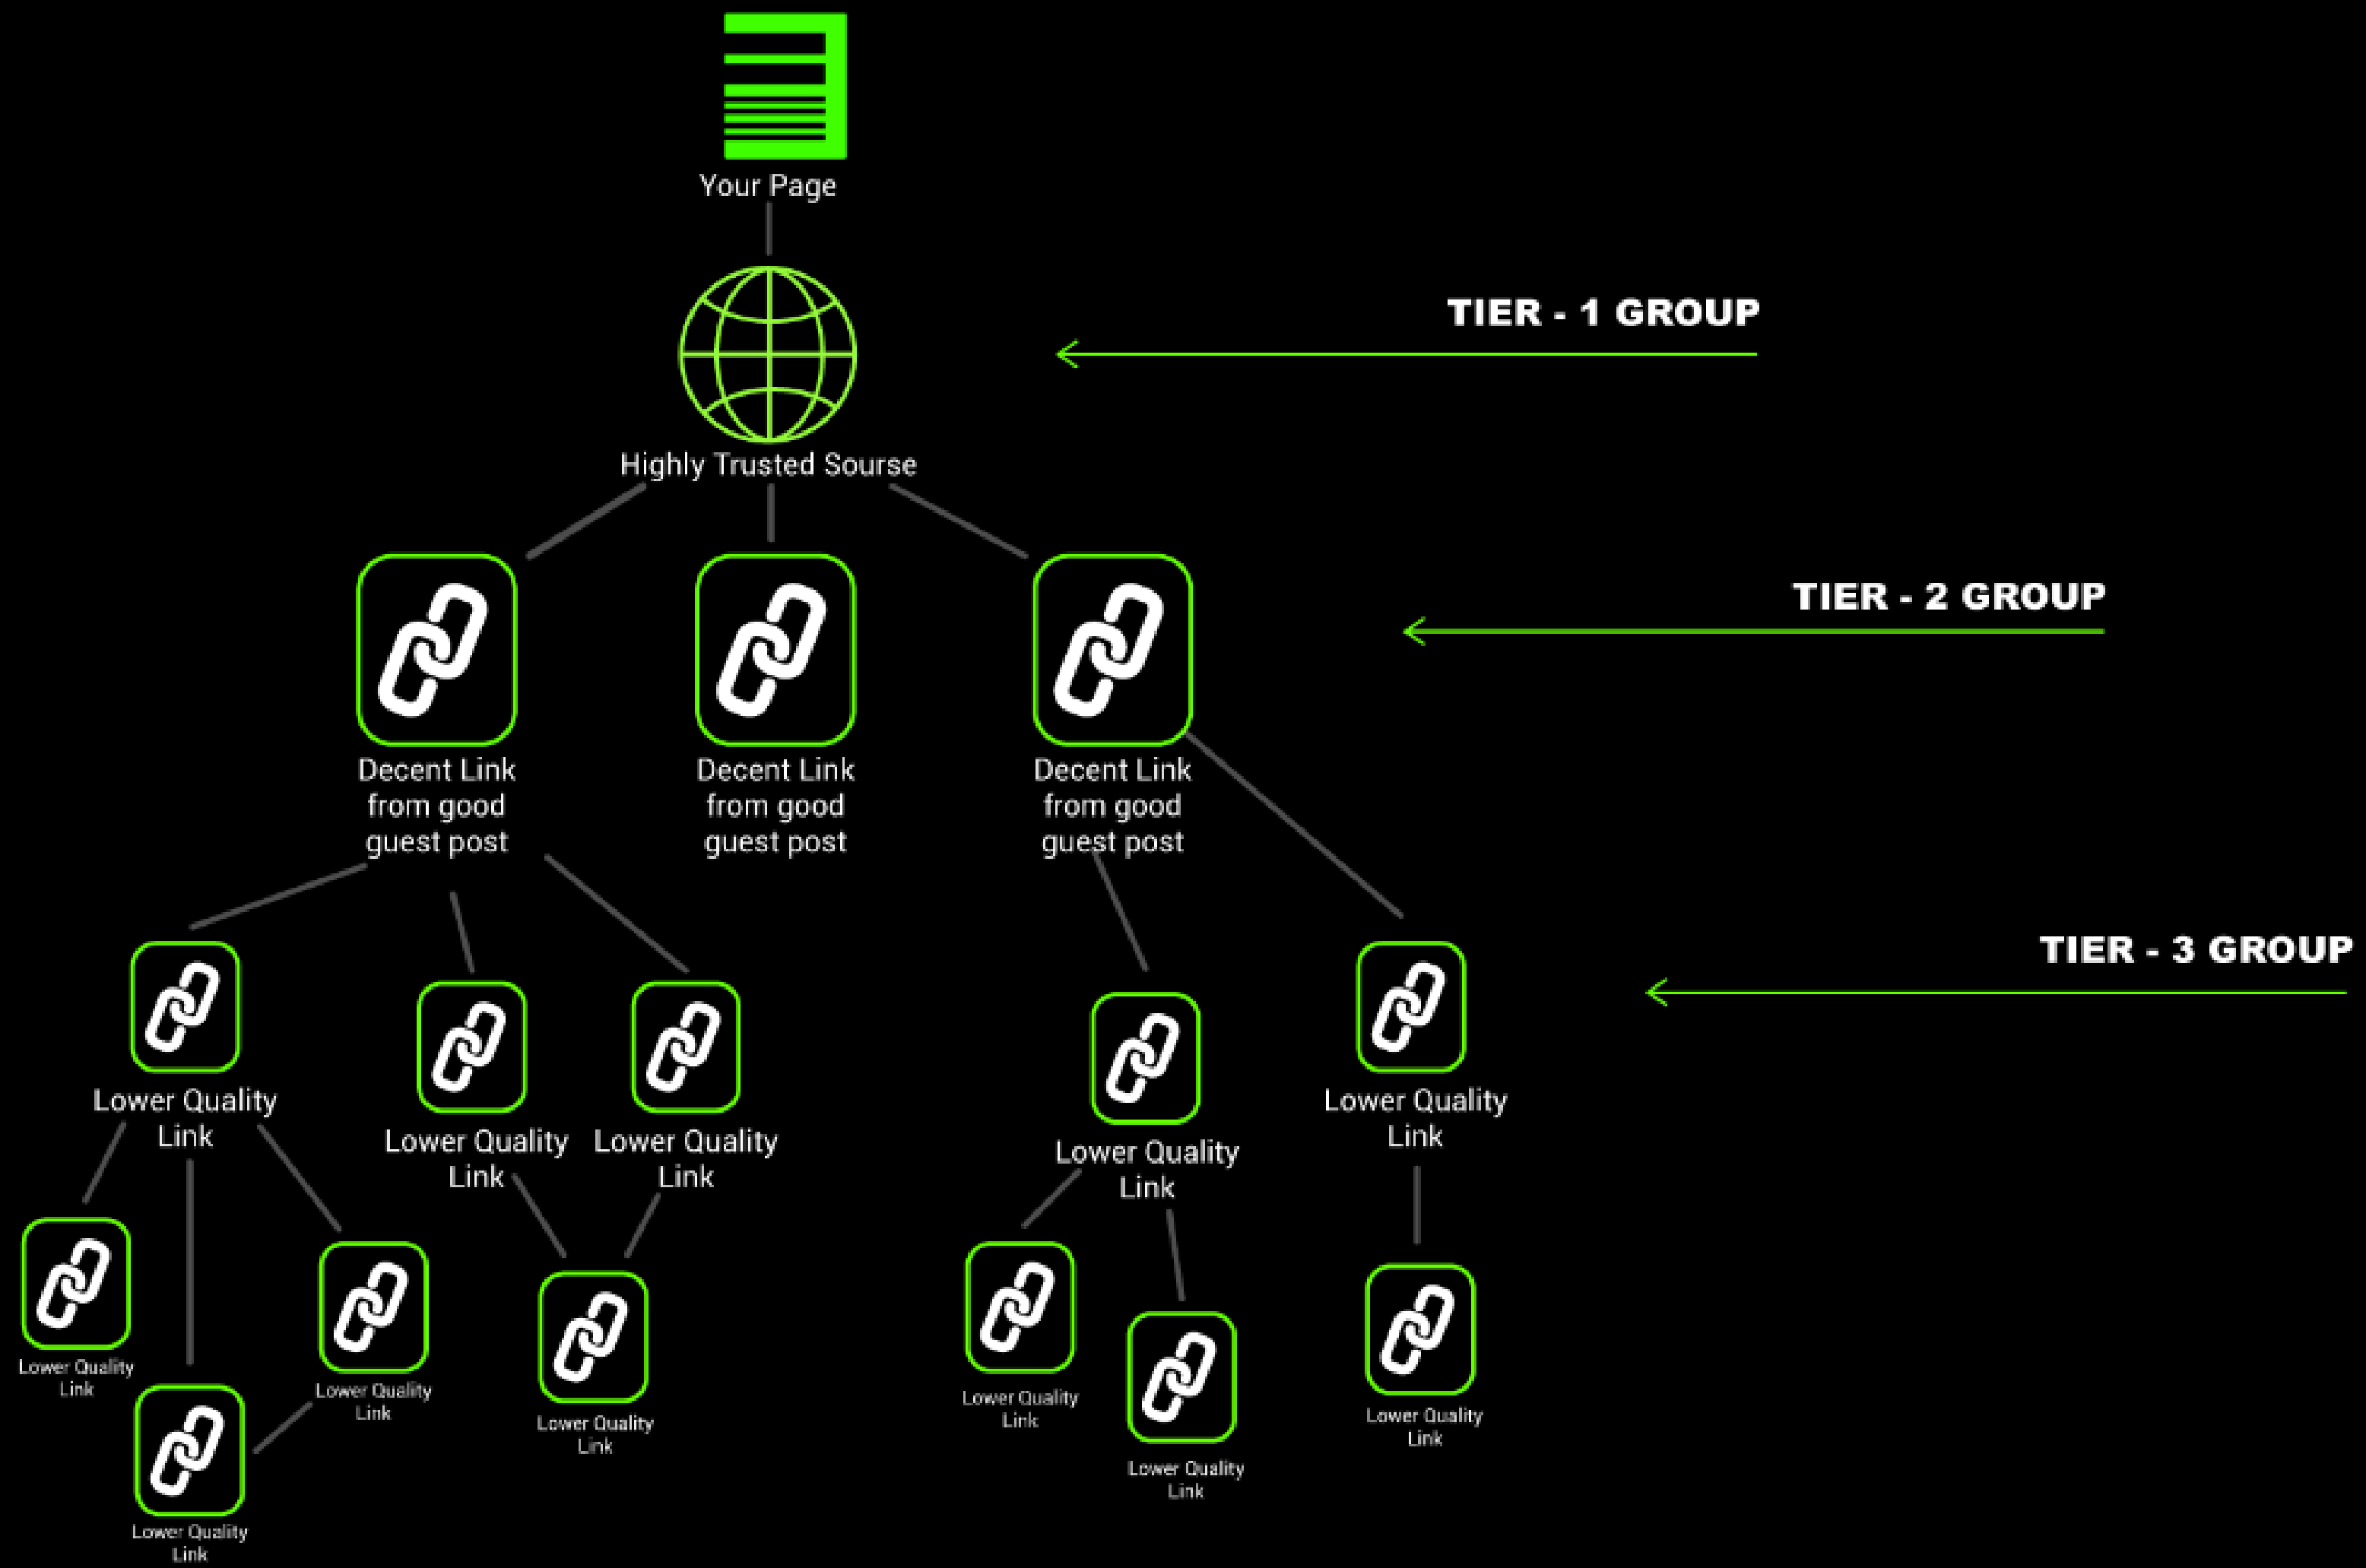 Your Page
TIER - 1 GROUP
Highly Trusted Sourse
TIER - 2 GROUP
Decent Link
from good
guest post
Decent Link
from good
guest post
Decent Link
from good
guest post
TIER - 3 GROUP
Lower Quality
Link
Lower Quality
Link
Lower Quality
Link
Lower Quality
Link
Lower Quality
Link
Lower Quality
Link
Lower Quality
Link
Lower Quality
Link
Lower Quality
Link
Lower Quality
Link
Lower Quality
Link
Lower Quality
Link